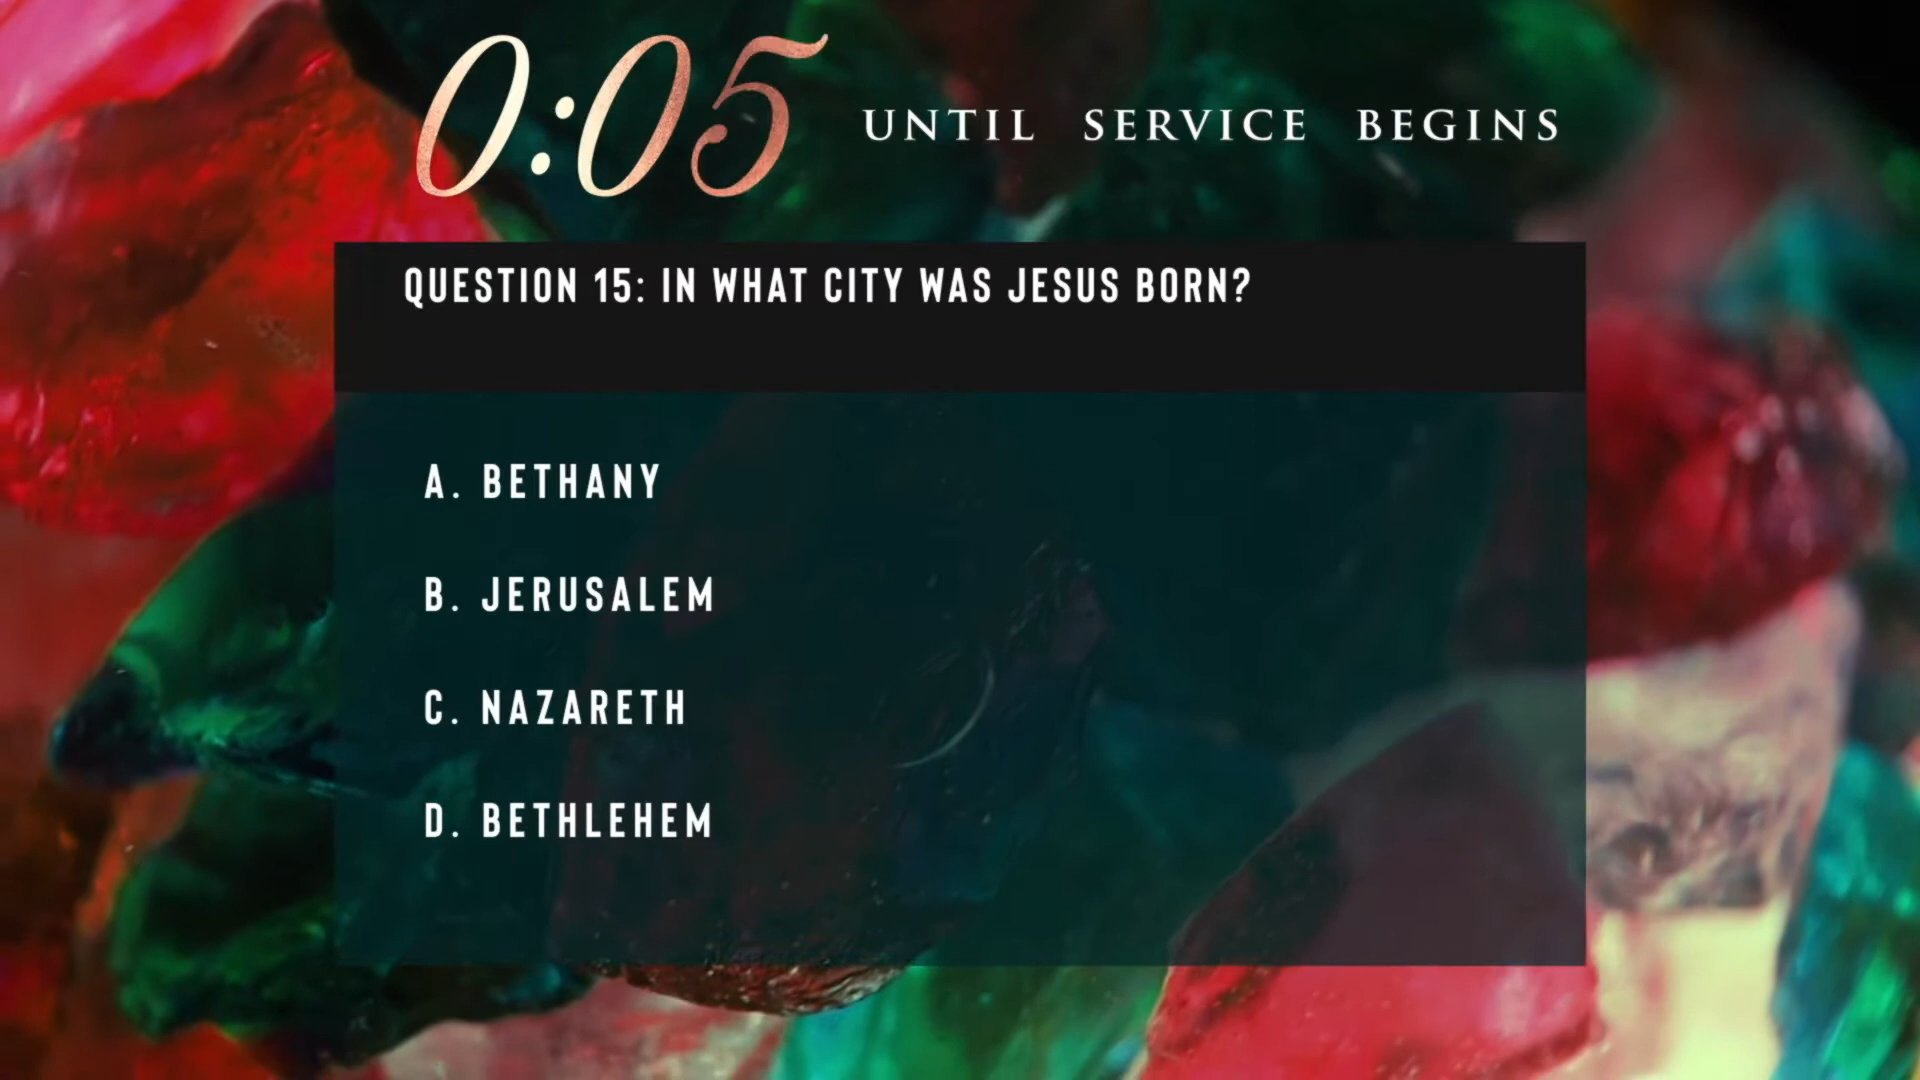 0:05 UNTIL SERVICE BEGINS
QUESTION 15: IN WHAT CITY WAS JESUS BORN?
A. BETHANY
B. JERUSALEM
C. NAZARETH
D. BETHLEHEM